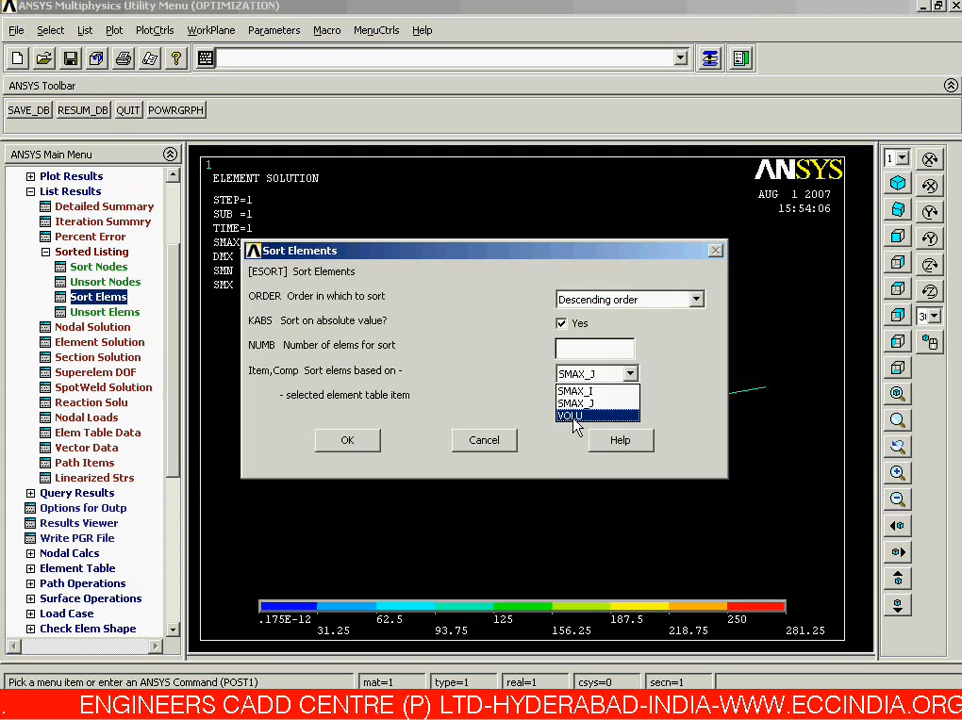 ANSYS Multiphysics Utility Menu (OPTIMIZATION)
File Select List Plot PlotCtrls WorkPlane Parameters Macro MenuCtrls Help
ANSYS Toolbar
SAVE_DB RESUM_DB QUIT POWRGRPH
ANSYS Main Menu
Plot Results
List Results
Detailed Summary
Iteration Summry
Percent Error
Sorted Listing
Sort Nodes
Unsort Nodes
Sort Elems
Unsort Elems
Nodal Solution
Element Solution
Section Solution
Superelem DOF
SpotWeld Solution
Reaction Solu
Nodal Loads
Elem Table Data
Vector Data
Path Items
Linearized Strs
Query Results
Options for Outp
Results Viewer
Write PGR File
Nodal Calcs
Element Table
Path Operations
Surface Operations
Load Case
Check Elem Shape
1
ELEMENT SOLUTION
STEP=1
SUB =1
TIME=1
SMAX
DMX
SMN
SMX
ANSYS
AUG 1 2007
15:54:06
Sort Elements
[ESORT] Sort Elements
ORDER Order in which to sort
Descending order
KABS Sort on absolute value?
Yes
NUMB Number of elems for sort
Item,Comp Sort elems based on -
SMAX_J
- selected element table item
SMAX_I
SMAX_J
VOLU
OK Cancel Help
.175E-12 62.5 125 187.5 250
31.25 93.75 156.25 218.75 281.25
1
Pick a menu item or enter an ANSYS Command (POST1) mat=1 type=1 real=1 csys=0 secn=1
. ENGINEERS CADD CENTRE (P) LTD-HYDERABAD-INDIA-WWW.ECCINDIA.ORG